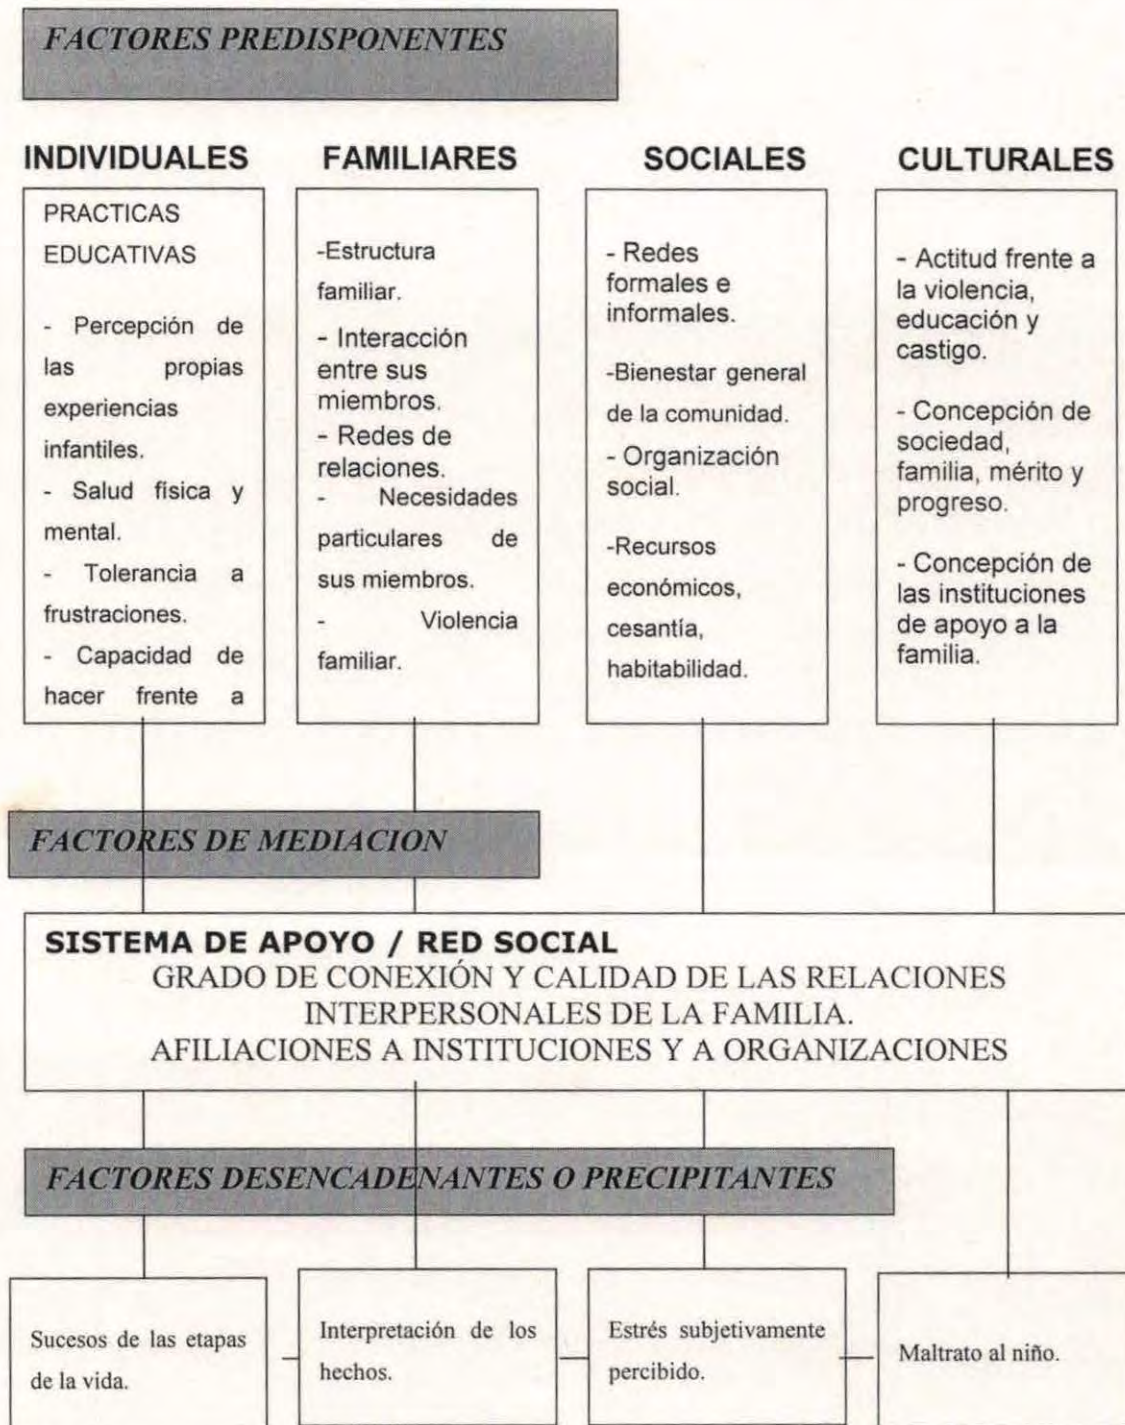 FACTORES PREDISPONENTES
INDIVIDUALES
PRACTICAS
EDUCATIVAS
- Percepción de
las propias
experiencias
infantiles.
- Salud física y
mental.
- Tolerancia a
frustraciones.
- Capacidad de
hacer frente a
FAMILIARES
-Estructura
familiar.
- Interacción
entre sus
miembros.
- Redes de
relaciones.
- Necesidades
particulares de
sus miembros.
- Violencia
familiar.
SOCIALES
- Redes
formales e
informales.
-Bienestar general
de la comunidad.
- Organización
social.
-Recursos
económicos,
cesantía,
habitabilidad.
CULTURALES
- Actitud frente a
la violencia,
educación y
castigo.
- Concepción de
sociedad,
familia, mérito y
progreso.
- Concepción de
las instituciones
de apoyo a la
familia.
FACTORES DE MEDIACION
SISTEMA DE APOYO / RED SOCIAL
GRADO DE CONEXIÓN Y CALIDAD DE LAS RELACIONES
INTERPERSONALES DE LA FAMILIA.
AFILIACIONES A INSTITUCIONES Y A ORGANIZACIONES
FACTORES DESENCADENANTES O PRECIPITANTES
Sucesos de las etapas
de la vida.
Interpretación de los
hechos.
Estrés subjetivamente
percibido.
Maltrato al niño.